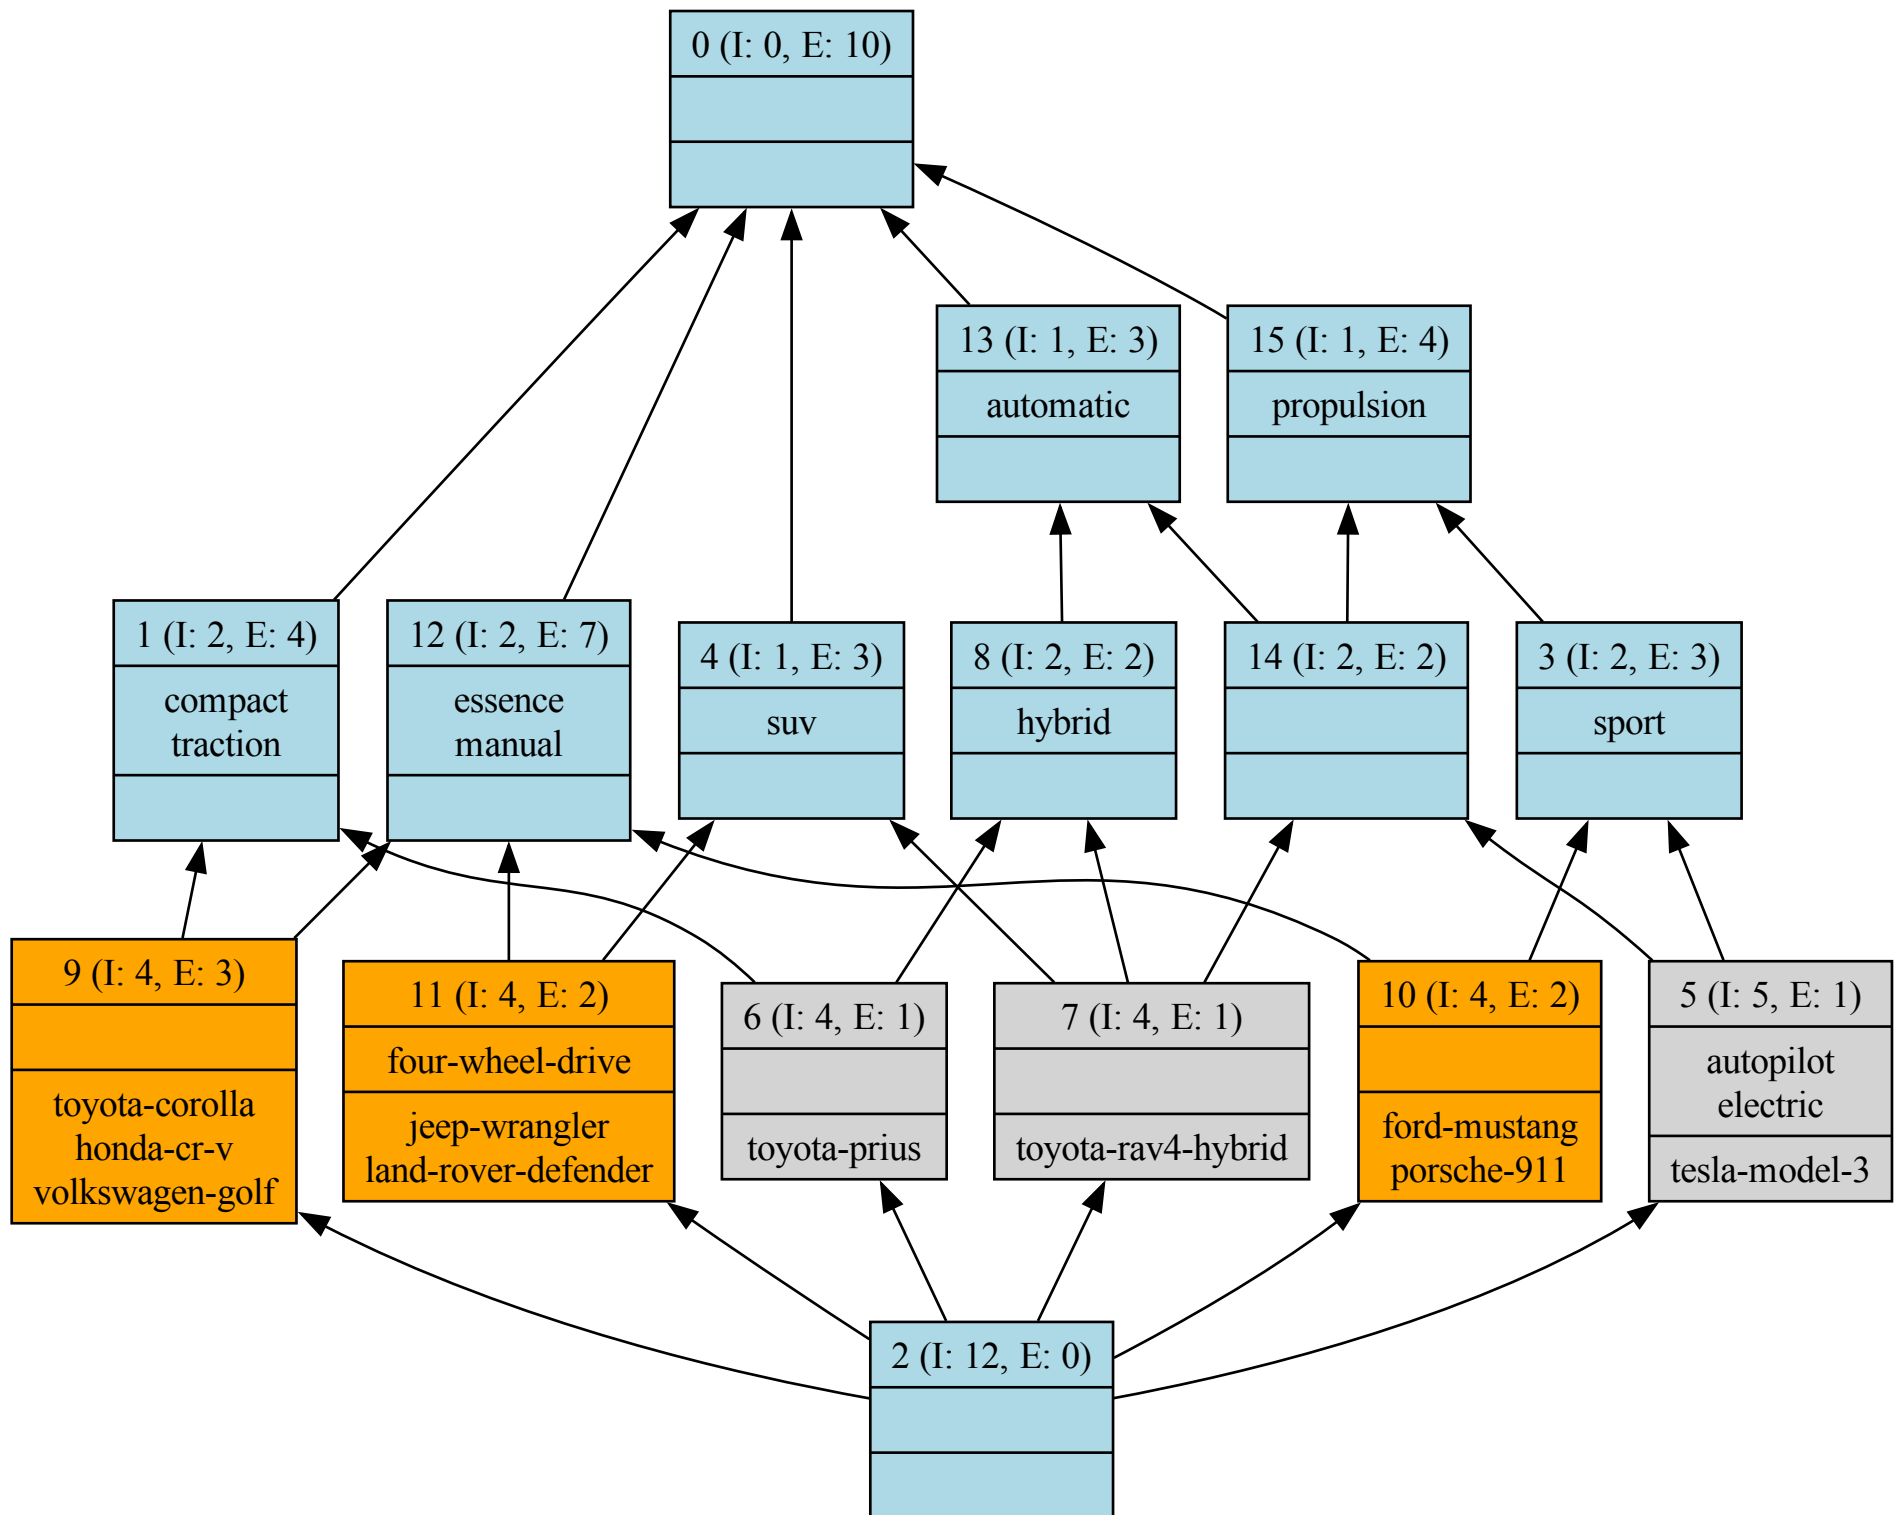 0 (I: 0, E: 10)
13 (I: 1, E: 3)
automatic
15 (I: 1, E: 4)
propulsion
1 (I: 2, E: 4)
compact
traction
12 (I: 2, E: 7)
essence
manual
4 (I: 1, E: 3)
suv
8 (I: 2, E: 2)
hybrid
14 (I: 2, E: 2)
3 (I: 2, E: 3)
sport
9 (I: 4, E: 3)
toyota-corolla
honda-cr-v
volkswagen-golf
11 (I: 4, E: 2)
four-wheel-drive
jeep-wrangler
land-rover-defender
6 (I: 4, E: 1)
toyota-prius
7 (I: 4, E: 1)
toyota-rav4-hybrid
10 (I: 4, E: 2)
ford-mustang
porsche-911
5 (I: 5, E: 1)
autopilot
electric
tesla-model-3
2 (I: 12, E: 0)